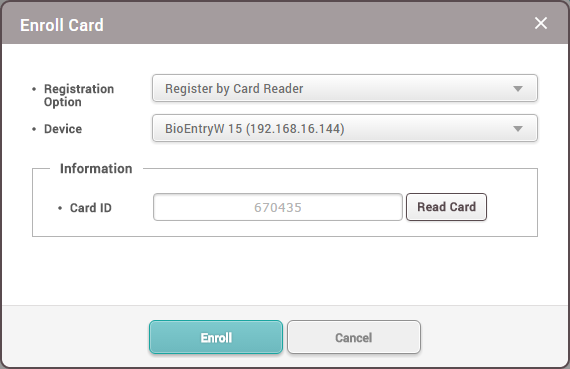 Enroll Card
• Registration Option
Register by Card Reader
• Device
BioEntryW 15 (192.168.16.144)
Information
• Card ID
670435
Read Card
Enroll
Cancel